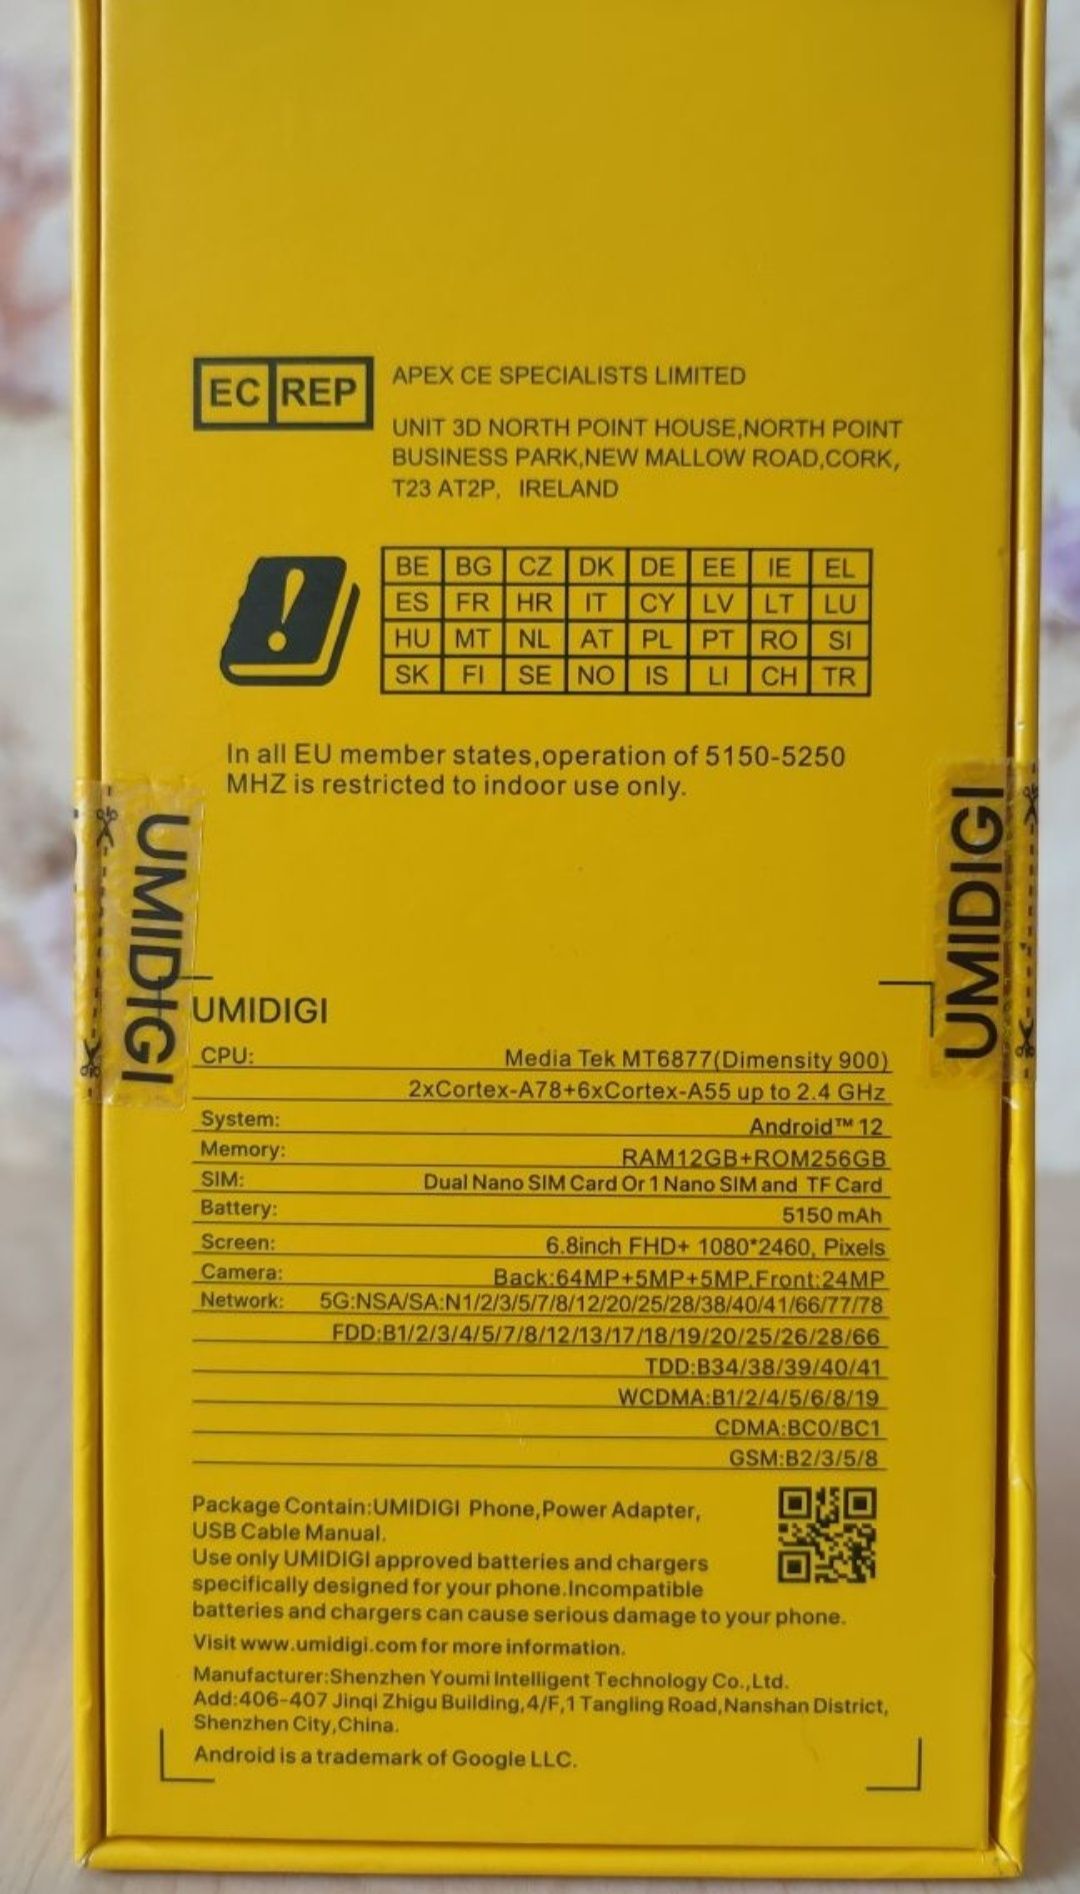 EC REP
APEX CE SPECIALISTS LIMITED
UNIT 3D NORTH POINT HOUSE,NORTH POINT
BUSINESS PARK,NEW MALLOW ROAD,CORK,
T23 AT2P, IRELAND
BE BG CZ DK DE EE IE EL
ES FR HR IT CY LV LT LU
HU MT NL AT PL PT RO SI
SK FI SE NO IS LI CH TR
In all EU member states,operation of 5150-5250
MHZ is restricted to indoor use only.
UMIDIGI
UMIDIGI
UMIDIGI
CPU: Media Tek MT6877(Dimensity 900)
2xCortex-A78+6xCortex-A55 up to 2.4 GHz
System: Android™ 12
Memory: RAM12GB+ROM256GB
SIM: Dual Nano SIM Card Or 1 Nano SIM and TF Card
Battery: 5150 mAh
Screen: 6.8inch FHD+ 1080*2460, Pixels
Camera: Back:64MP+5MP+5MP,Front:24MP
Network: 5G:NSA/SA:N1/2/3/5/7/8/12/20/25/28/38/40/41/66/77/78
FDD:B1/2/3/4/5/7/8/12/13/17/18/19/20/25/26/28/66
TDD:B34/38/39/40/41
WCDMA:B1/2/4/5/6/8/19
CDMA:BC0/BC1
GSM:B2/3/5/8
Package Contain:UMIDIGI Phone,Power Adapter,
USB Cable Manual.
Use only UMIDIGI approved batteries and chargers
specifically designed for your phone.Incompatible
batteries and chargers can cause serious damage to your phone.
Visit www.umidigi.com for more information.
Manufacturer:Shenzhen Youmi Intelligent Technology Co.,Ltd.
Add:406-407 Jinqi Zhigu Building,4/F,1 Tangling Road,Nanshan District,
Shenzhen City,China.
Android is a trademark of Google LLC.